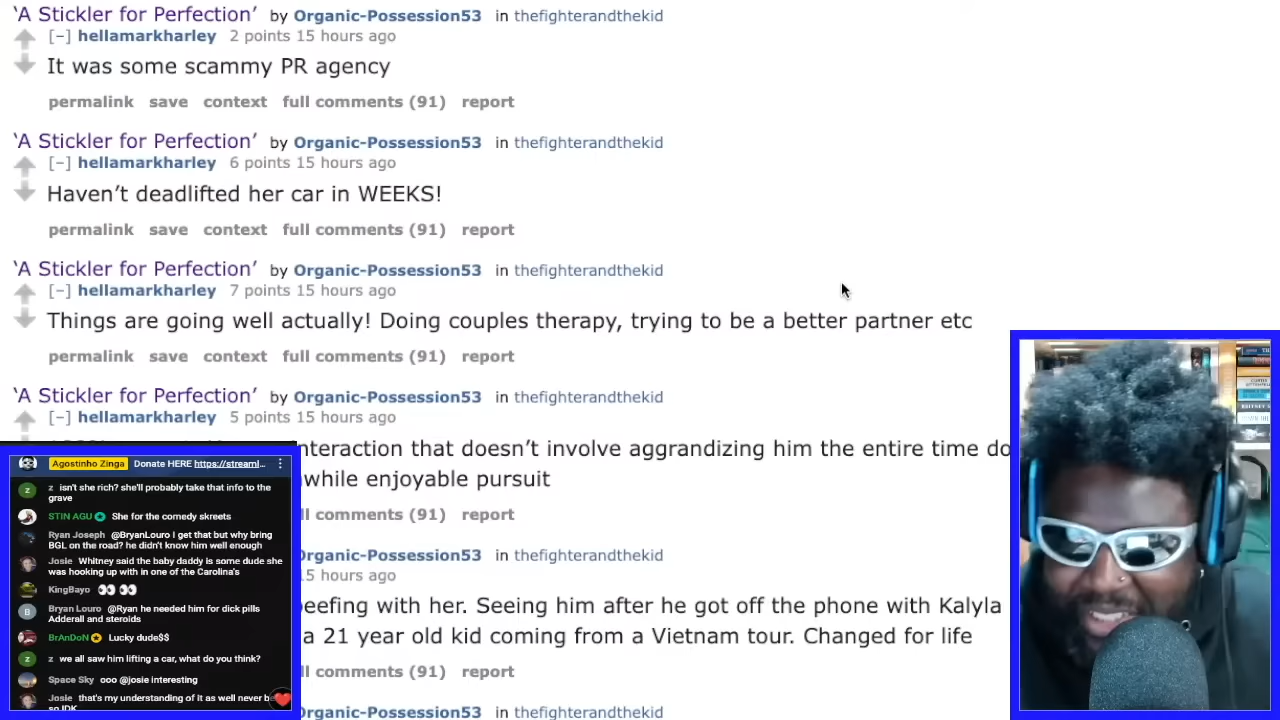 ‘A Stickler for Perfection’ by Organic-Possession53 in thefighterandthekid
[–] hellamarkharley 2 points 15 hours ago
It was some scammy PR agency
permalink save context full comments (91) report
‘A Stickler for Perfection’ by Organic-Possession53 in thefighterandthekid
[–] hellamarkharley 6 points 15 hours ago
Haven’t deadlifted her car in WEEKS!
permalink save context full comments (91) report
‘A Stickler for Perfection’ by Organic-Possession53 in thefighterandthekid
[–] hellamarkharley 7 points 15 hours ago
Things are going well actually! Doing couples therapy, trying to be a better partner etc
permalink save context full comments (91) report
‘A Stickler for Perfection’ by Organic-Possession53 in thefighterandthekid
[–] hellamarkharley 5 points 15 hours ago
interaction that doesn’t involve aggrandizing him the entire time do
while enjoyable pursuit
ll comments (91) report
Organic-Possession53 in thefighterandthekid
15 hours ago
beefing with her. Seeing him after he got off the phone with Kalyla
a 21 year old kid coming from a Vietnam tour. Changed for life
ll comments (91) report
Organic-Possession53 in thefighterandthekid
Agostinho Zinga Donate HERE https://streaml...
z isn't she rich? she'll probably take that info to the
grave
STIN AGU She for the comedy skreets
Ryan Joseph @BryanLouro I get that but why bring
BGL on the road? he didn't know him well enough
Josie Whitney said the baby daddy is some dude she
was hooking up with in one of the Carolina's
KingBayo 👀 👀
Bryan Louro @Ryan he needed him for dick pills
Adderall and steroids
BrAnDoN Lucky dude$$
z we all saw him lifting a car, what do you think?
Space Sky ooo @josie interesting
Josie that's my understanding of it as well never
so IDK